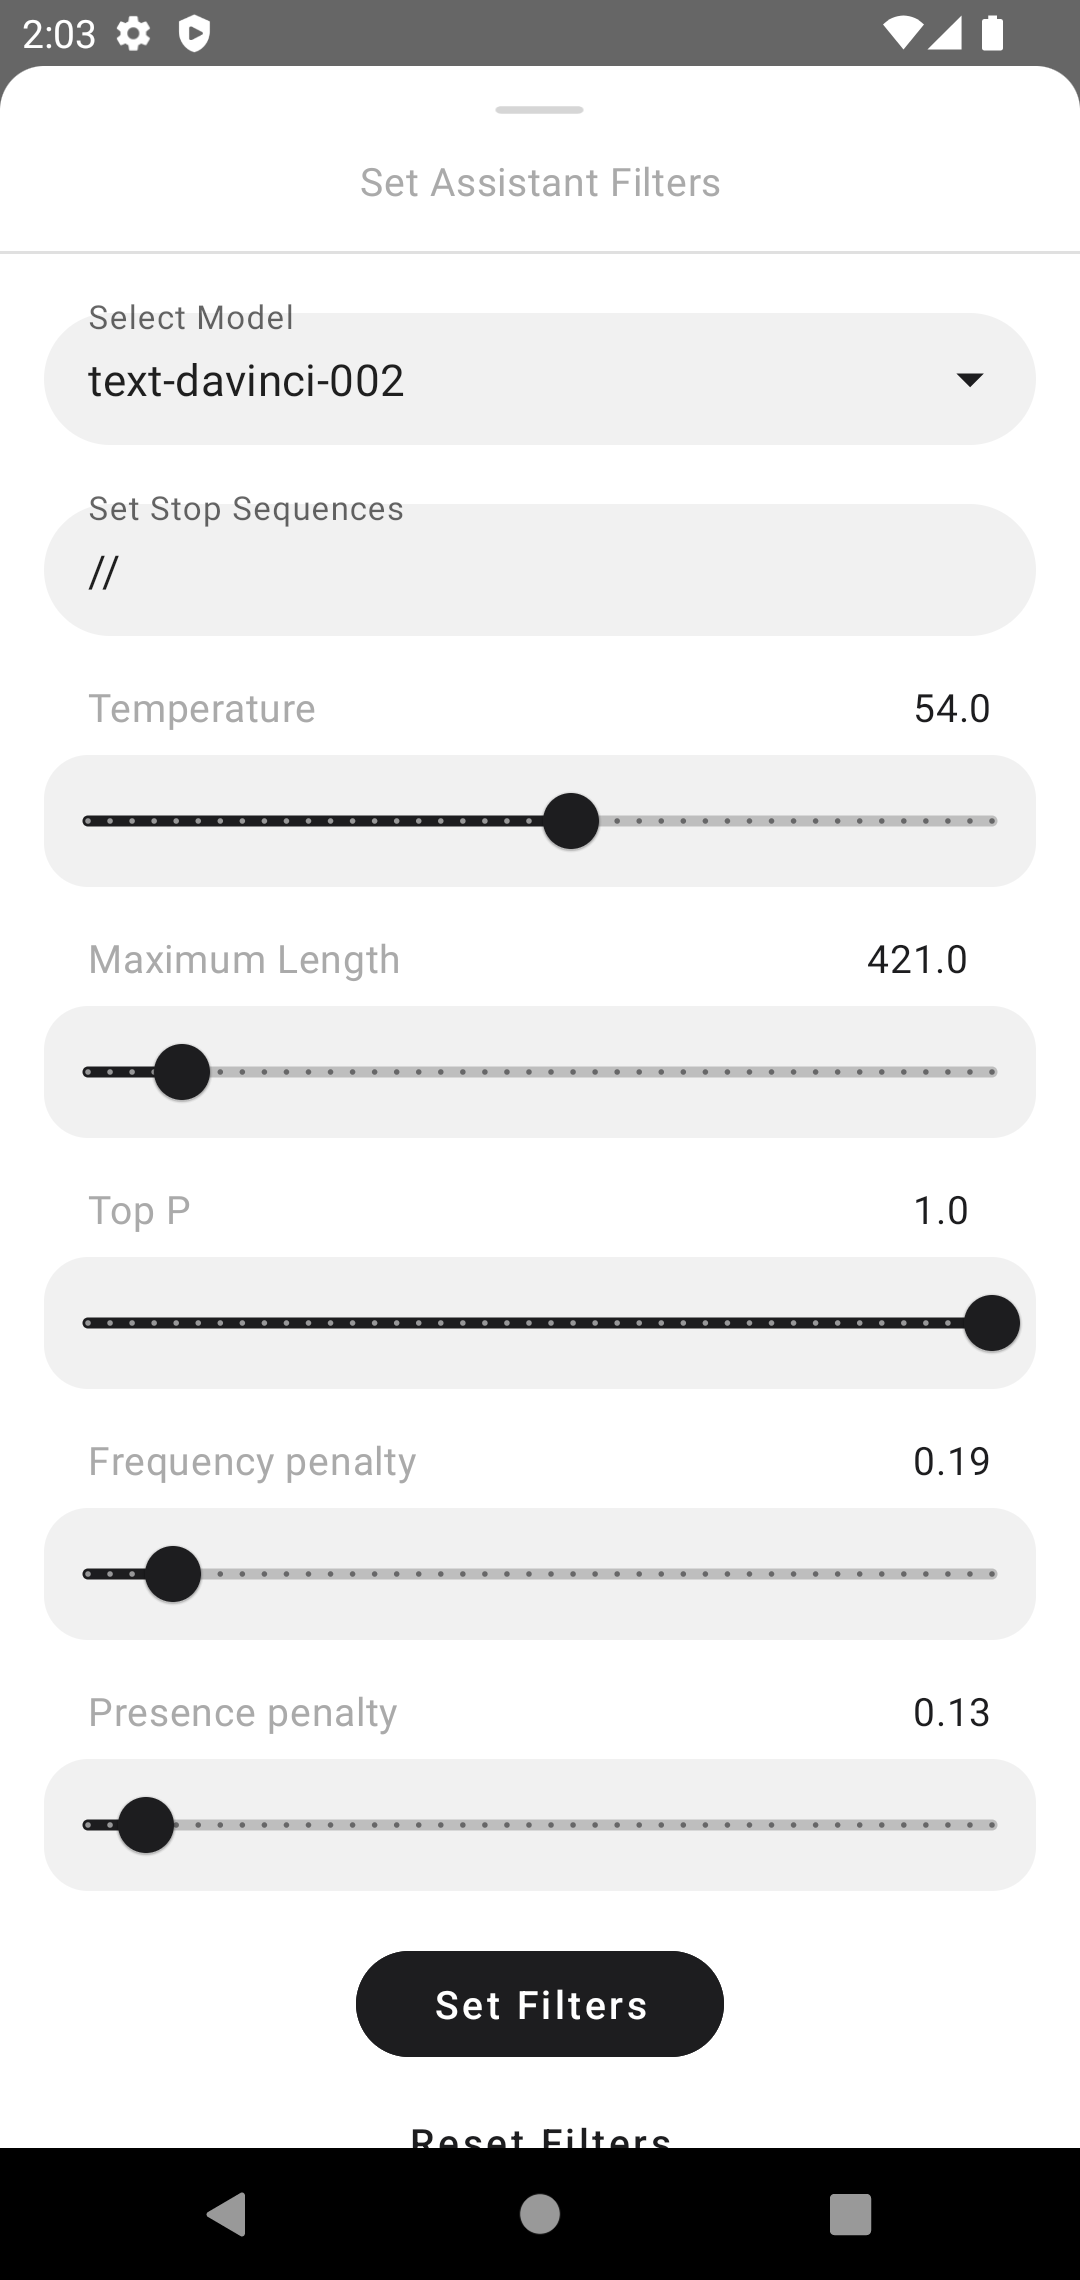 2:03
Set Assistant Filters
Select Model
text-davinci-002
Set Stop Sequences
//
Temperature 54.0
Maximum Length 421.0
Top P 1.0
Frequency penalty 0.19
Presence penalty 0.13
Set Filters
Reset Filters